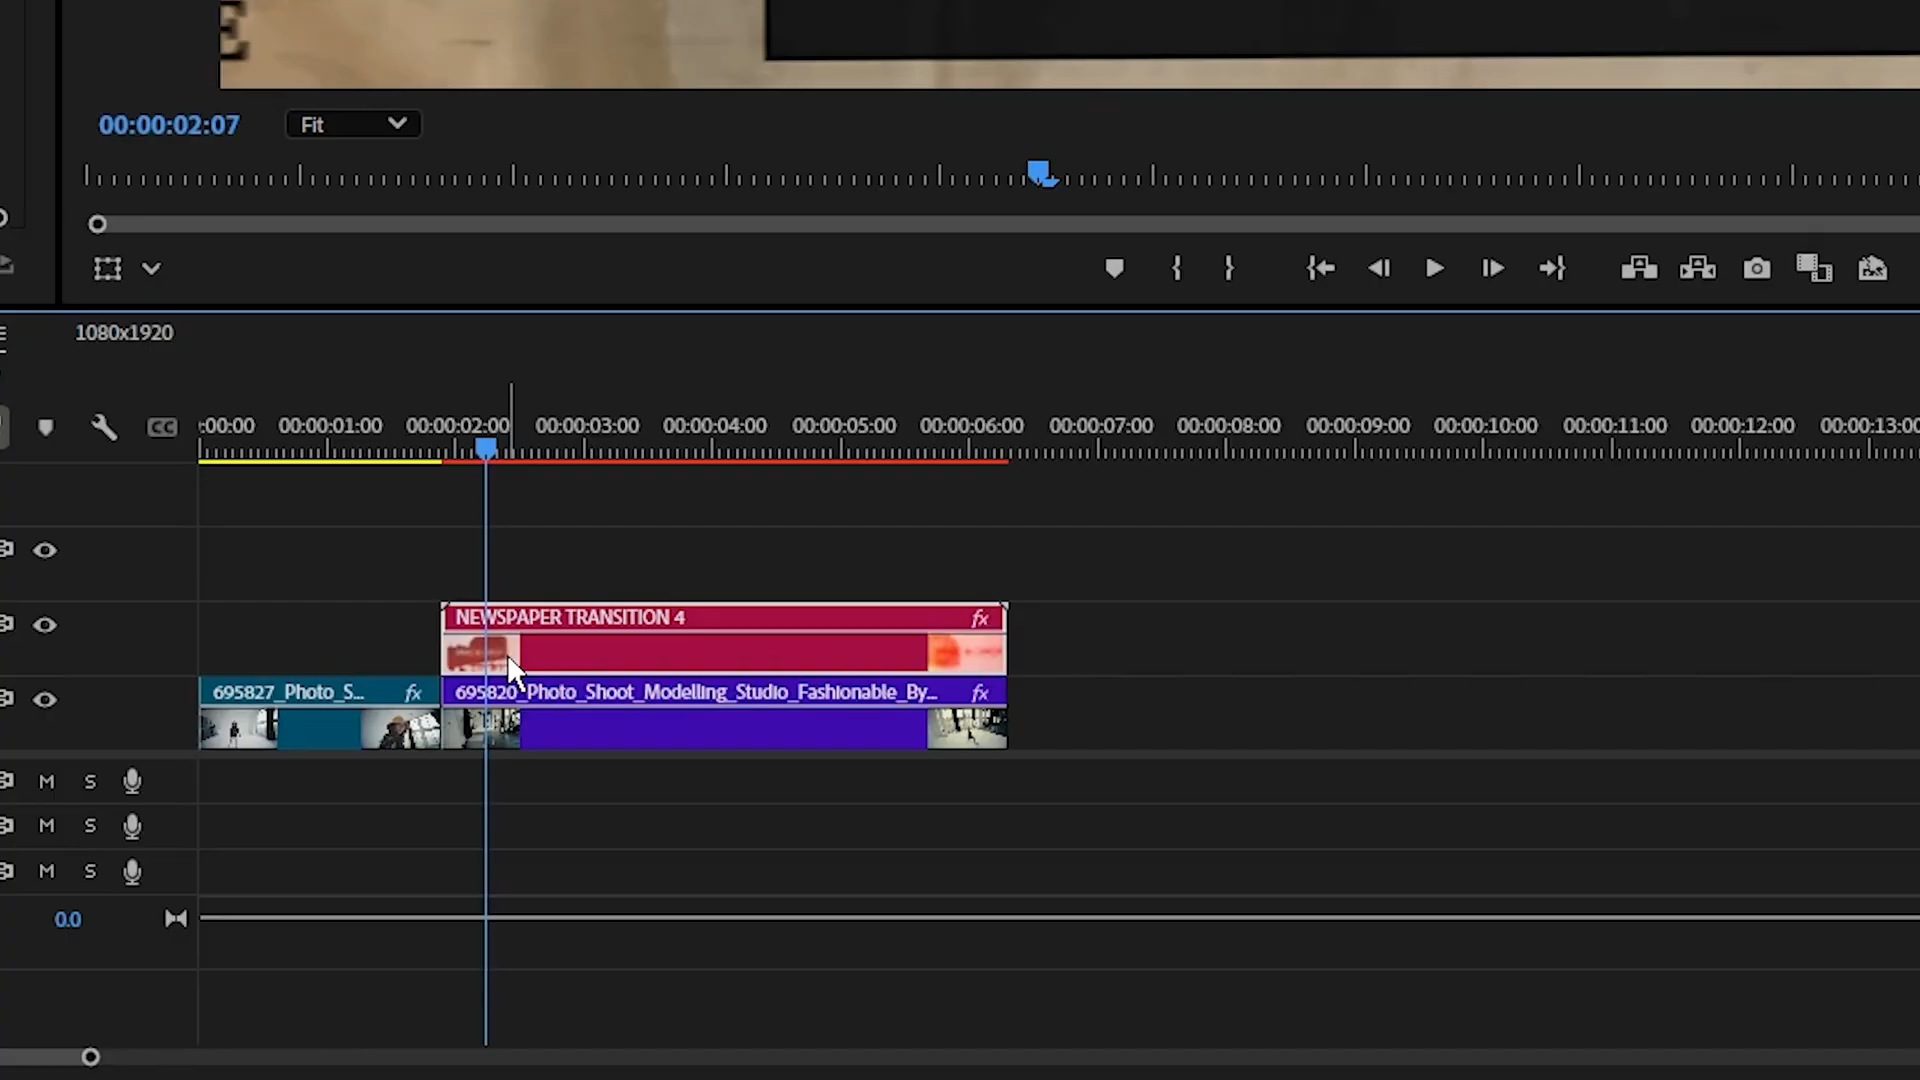 E
00:00:02:07 Fit
1080x1920
CC :00:00 00:00:01:00 00:00:02:00 00:00:03:00 00:00:04:00 00:00:05:00 00:00:06:00 00:00:07:00 00:00:08:00 00:00:09:00 00:00:10:00 00:00:11:00 00:00:12:00 00:00:13:00
NEWSPAPER TRANSITION 4 fx
695827_Photo_S... fx 695820_Photo_Shoot_Modelling_Studio_Fashionable_By... fx
M S
M S
M S
0.0